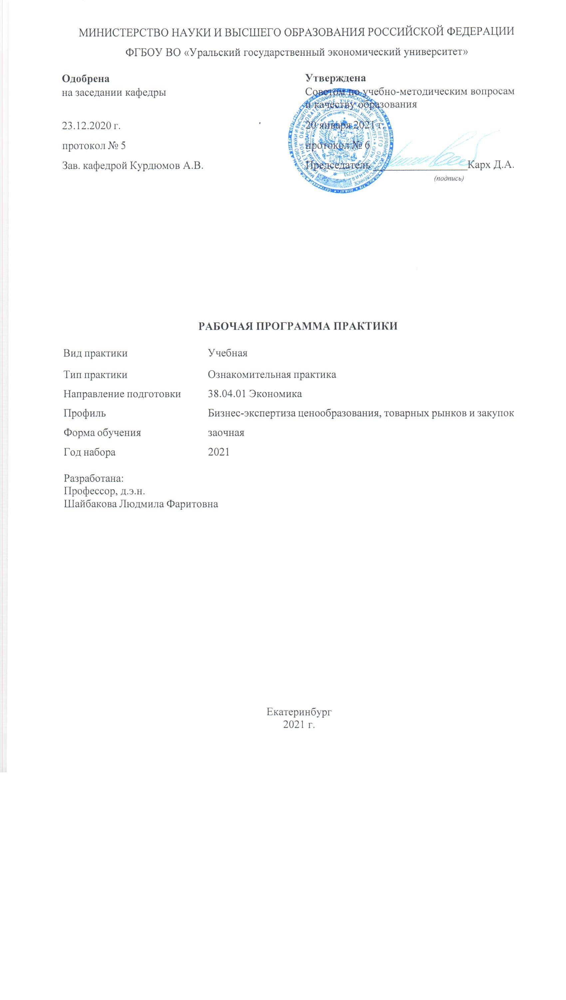 МИНИСТЕРСТВО НАУКИ И ВЫСШЕГО ОБРАЗОВАНИЯ РОССИЙСКОЙ ФЕДЕРАЦИИ
ФГБОУ ВО «Уральский государственный экономический университет»
Одобрена
на заседании кафедры
23.12.2020 г.
протокол № 5
Зав. кафедрой Курдюмов А.В.
Утверждена
Советом по учебно-методическим вопросам
и качеству образования
20 января 2021 г.
протокол № 6
Председатель Карх Д.А.
(подпись)
РАБОЧАЯ ПРОГРАММА ПРАКТИКИ
Вид практики Учебная
Тип практики Ознакомительная практика
Направление подготовки 38.04.01 Экономика
Профиль Бизнес-экспертиза ценообразования, товарных рынков и закупок
Форма обучения заочная
Год набора 2021
Разработана:
Профессор, д.э.н.
Шайбакова Людмила Фаритовна
Екатеринбург
2021 г.